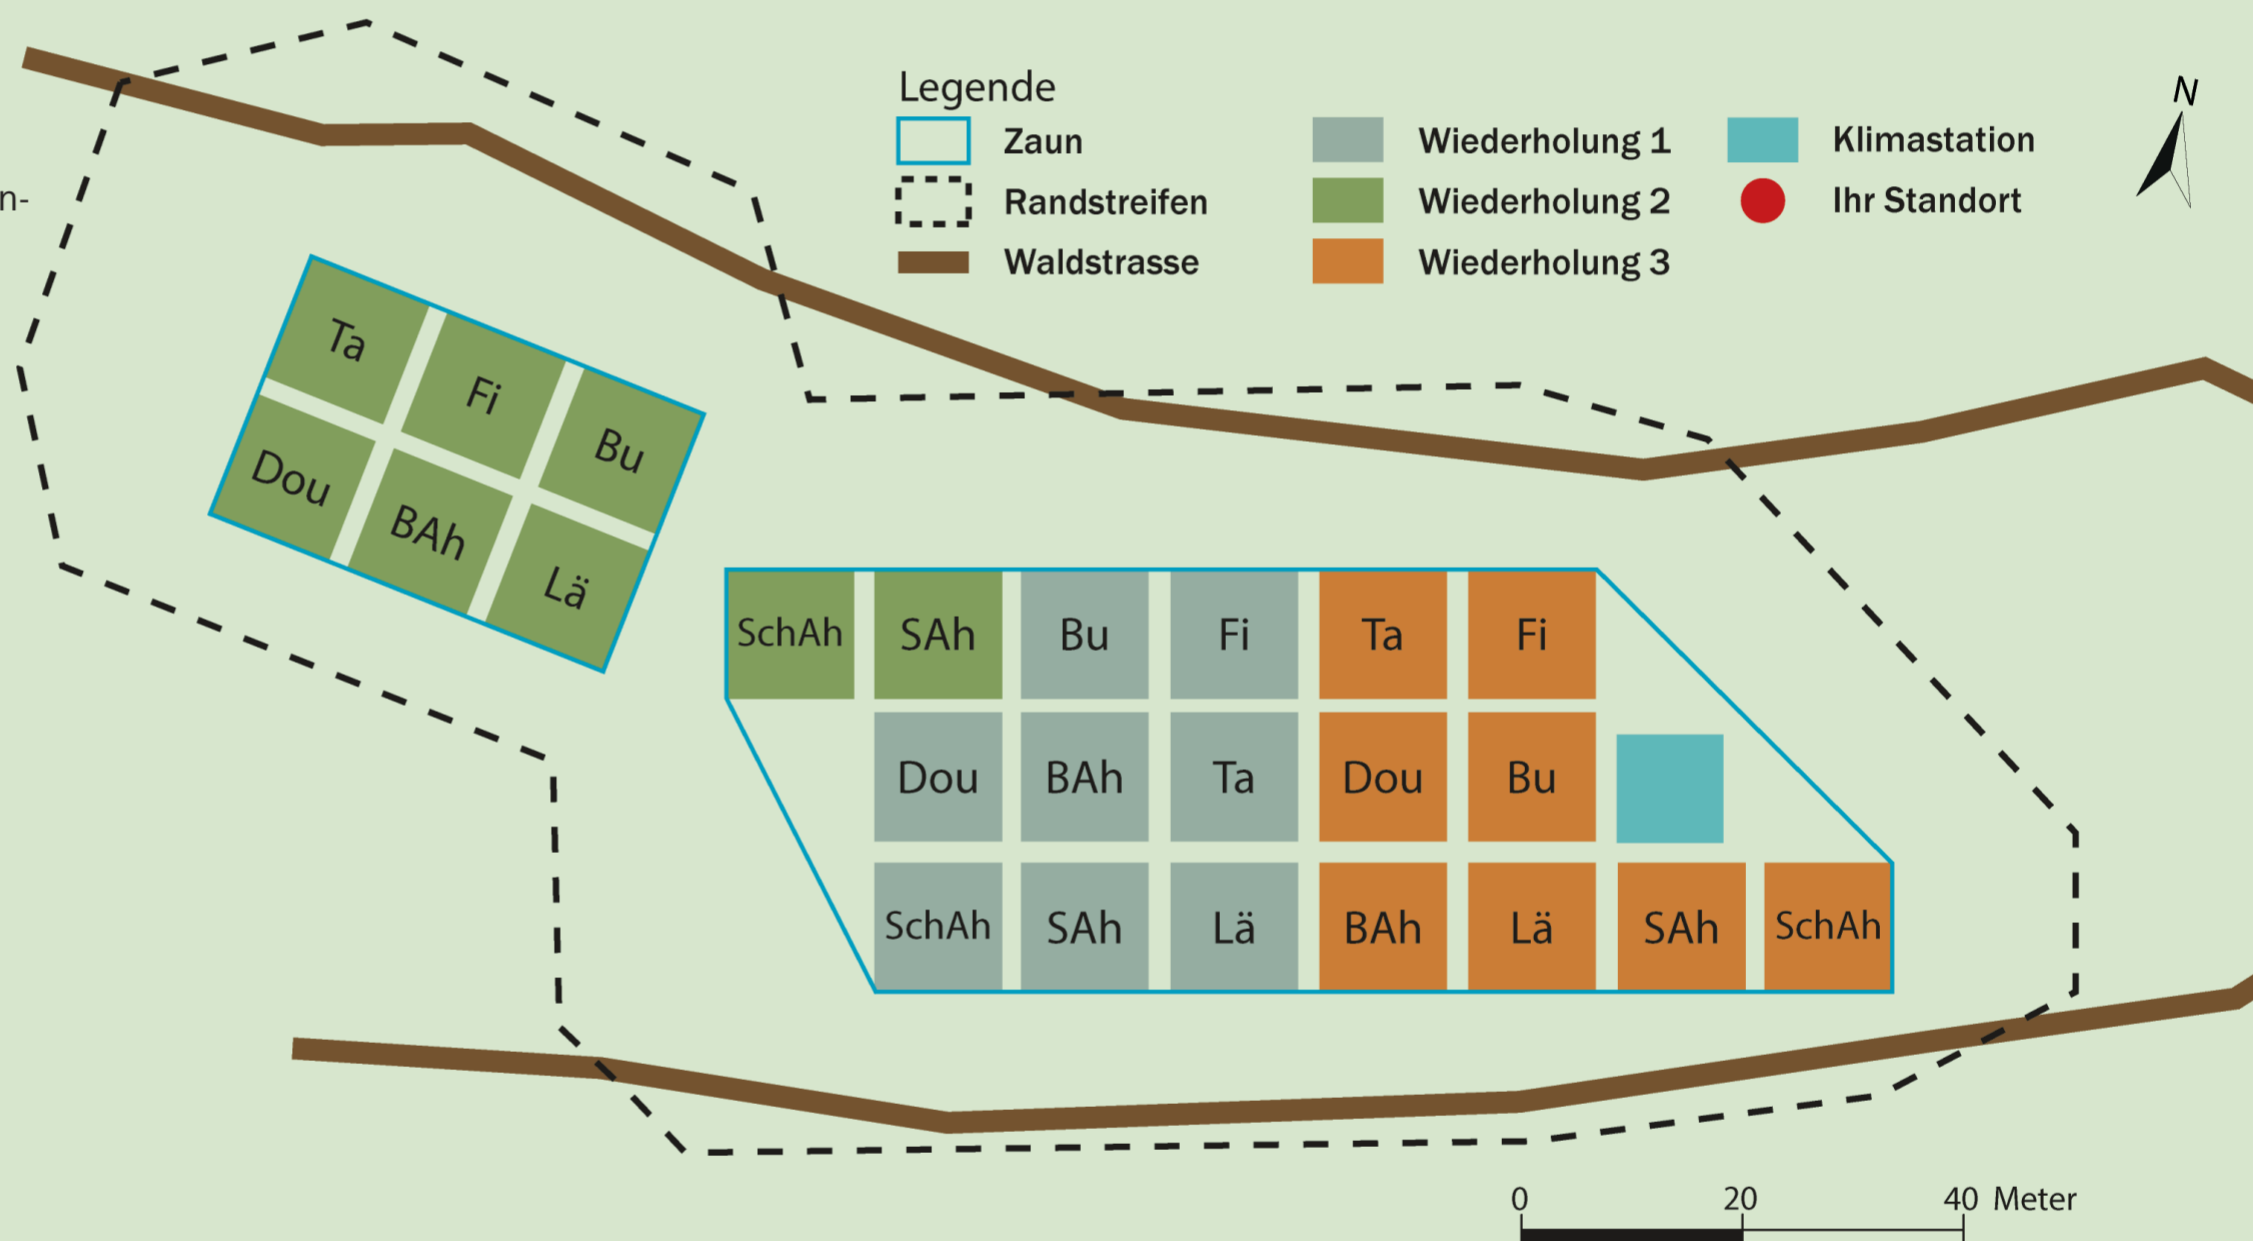 n-
Legende
Zaun
Randstreifen
Waldstrasse
Wiederholung 1
Wiederholung 2
Wiederholung 3
Klimastation
Ihr Standort
N
Ta
Fi
Bu
Dou
BAh
Lä
SchAh SAh Bu Fi Ta Fi
Dou BAh Ta Dou Bu
SchAh SAh Lä BAh Lä SAh SchAh
0 20 40 Meter